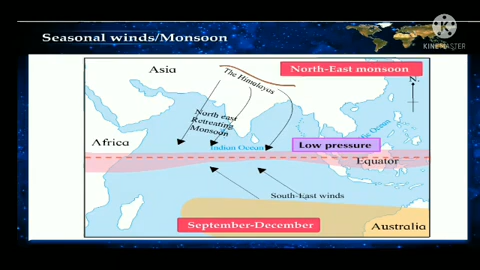 Seasonal winds/Monsoon
KINEMASTER
Asia
The Himalayas
North-East monsoon
N
North east
Retreating
Monsoon
Africa
Indian Ocean
Low pressure
Ocean
Equator
South-East winds
September-December
Australia